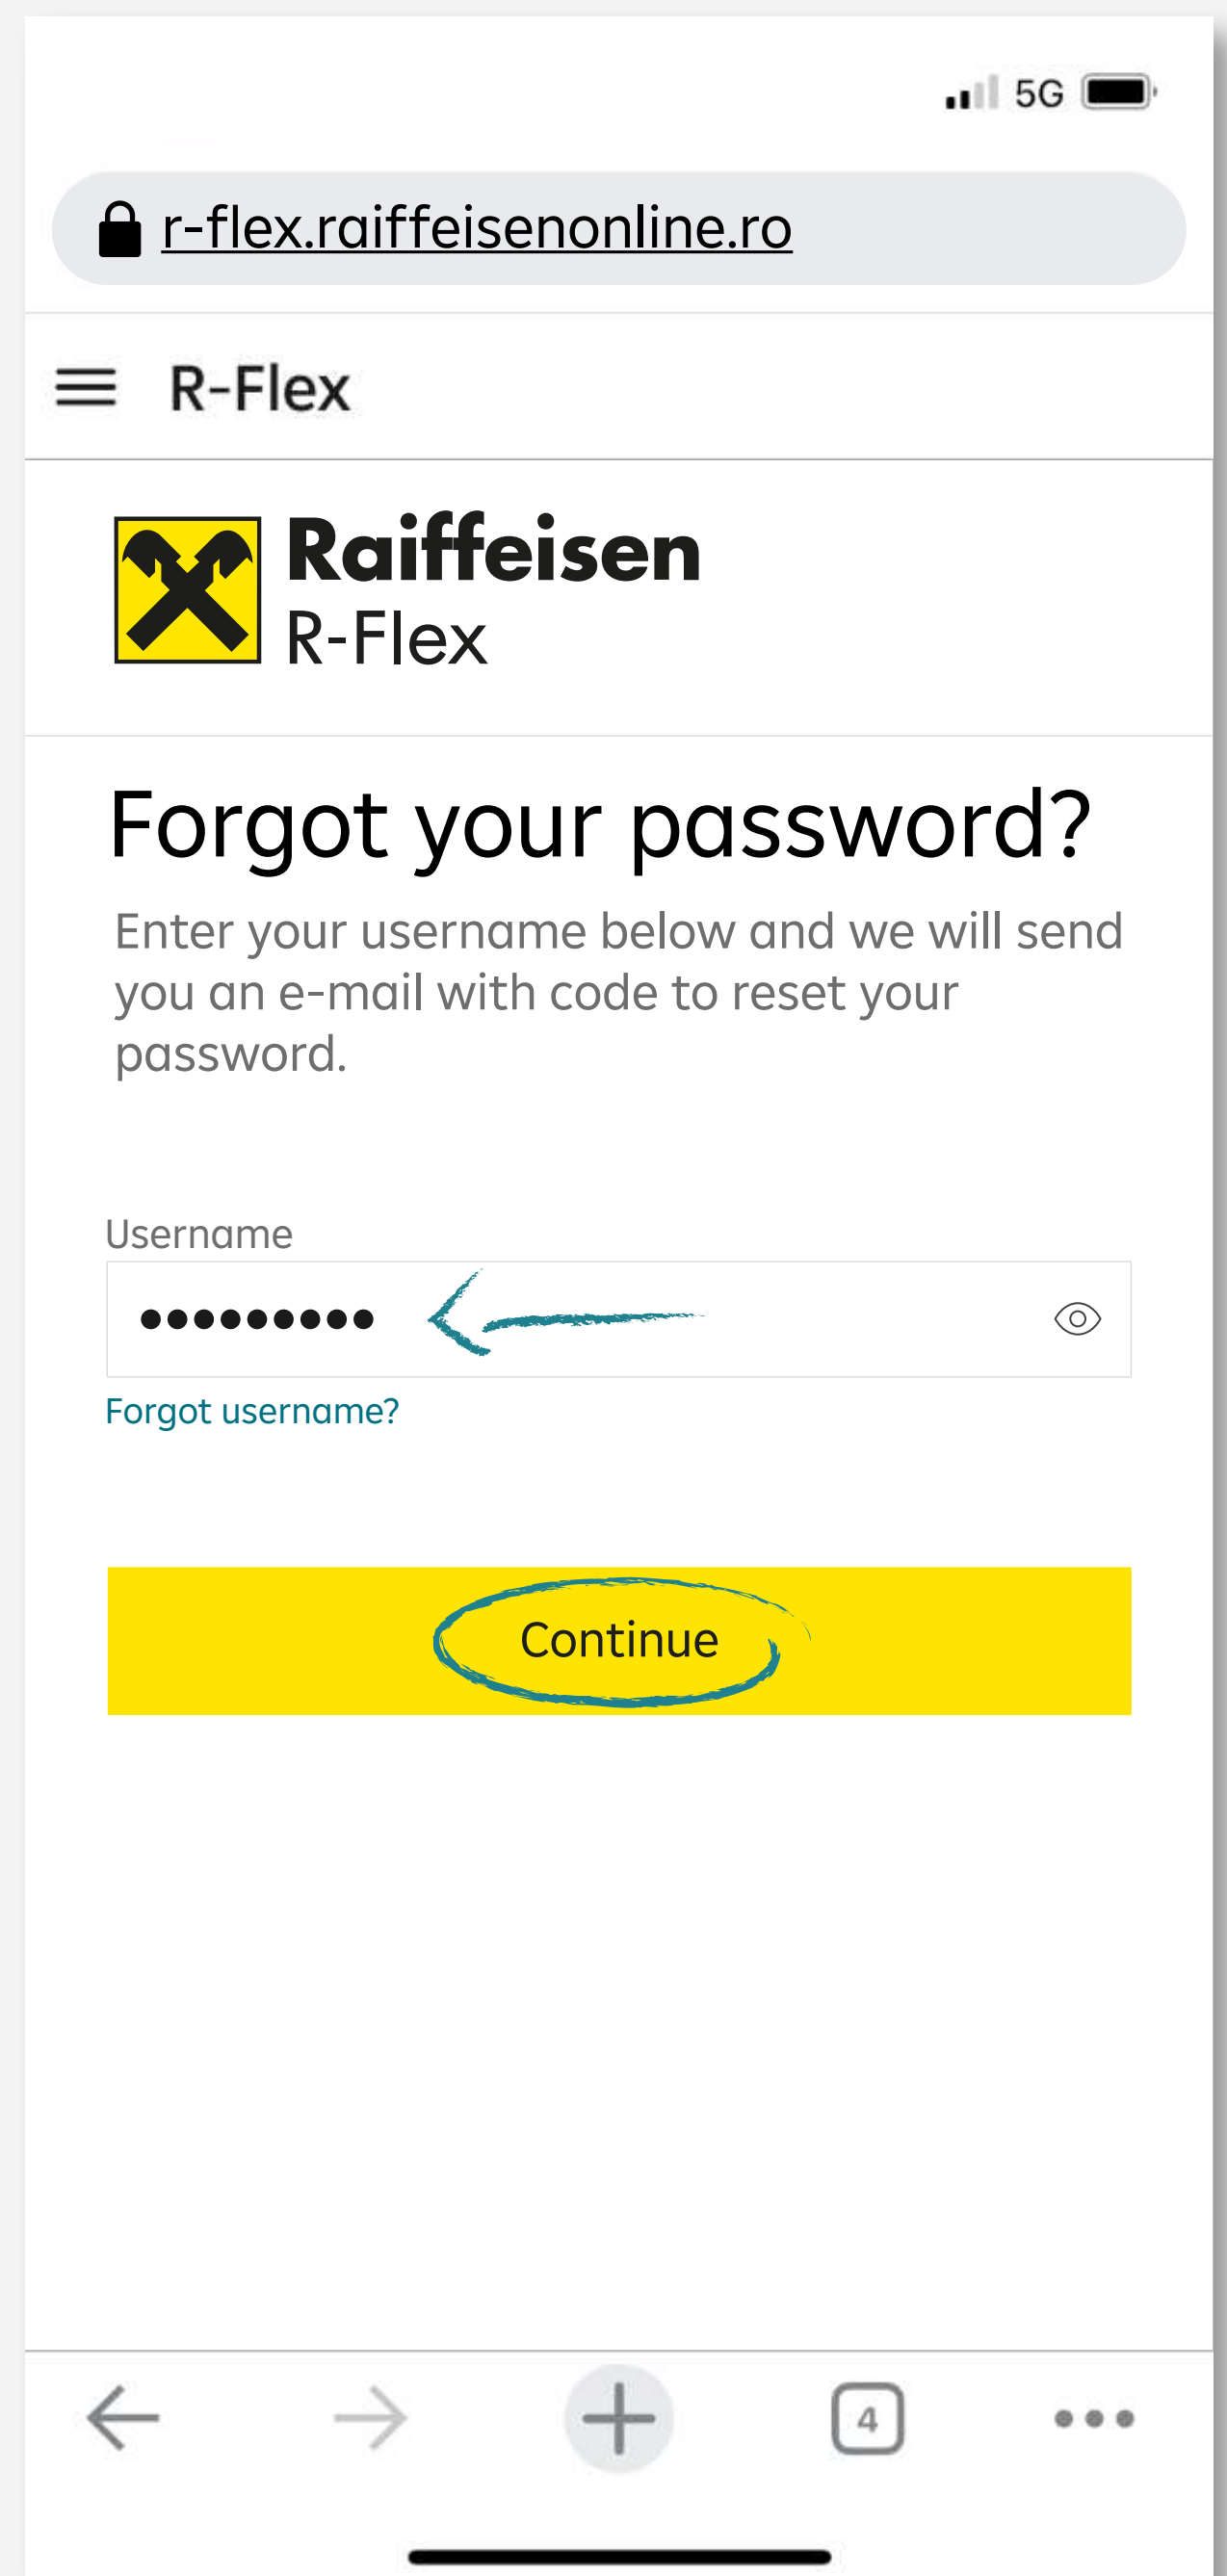 5G
r-flex.raiffeisenonline.ro
R-Flex
Raiffeisen
R-Flex
Forgot your password?
Enter your username below and we will send
you an e-mail with code to reset your
password.
Username
●●●●●●●●●
Forgot username?
Continue
4